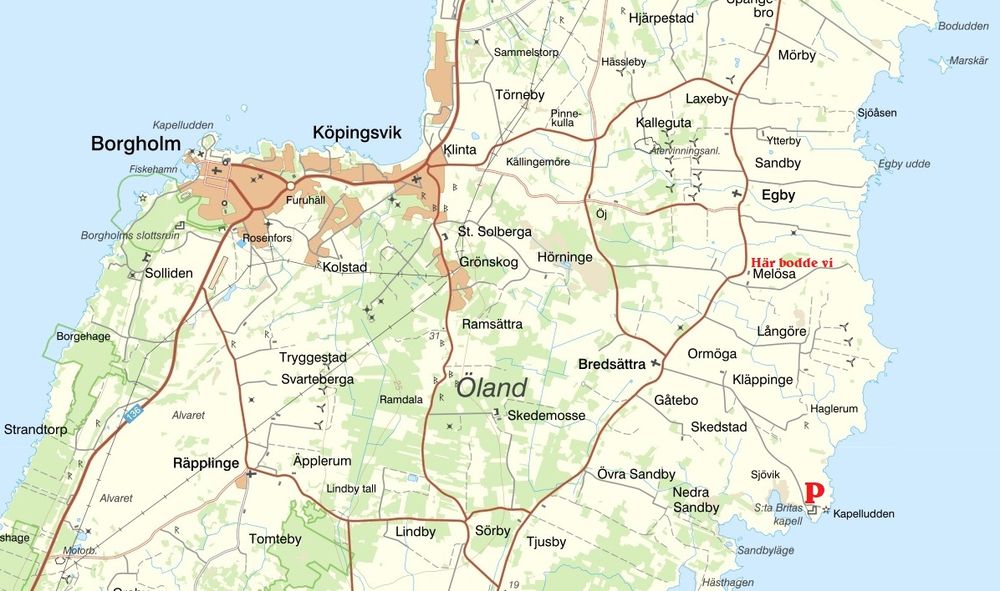 Hjärpestad
Spånge-
bro
Bodudden
Sammelstorp
Mörby
Hässleby
Marskär
Törneby
Laxeby
Pinne-
kulla
Sjöåsen
Kapelludden
Kalleguta
Köpingsvik
Borgholm
Ytterby
Klinta
Återvinningsanl.
Källingemöre
Sandby
Egby udde
Fiskehamn
Egby
Furuhäll
Öj
Borgholms slottsruin
Rosenfors
St. Solberga
Hörninge
Grönskog
Här bodde vi
Kolstad
Solliden
Melösa
Ramsättra
Långöre
Borgehage
31
Ormöga
Tryggestad
Bredsättra
Svarteberga
Kläppinge
25
Öland
Ramdala
Gåtebo
Haglerum
136
Alvaret
Skedemosse
Strandtorp
Skedstad
Räpplinge
Äpplerum
Övra Sandby
Sjövik
Lindby tall
Nedra
Sandby
P
Alvaret
S:ta Britas
kapell
Kapelludden
Lindby
Sörby
shage
Tomteby
Tjusby
Motorb.
Sandbyläge
19
Hästhagen